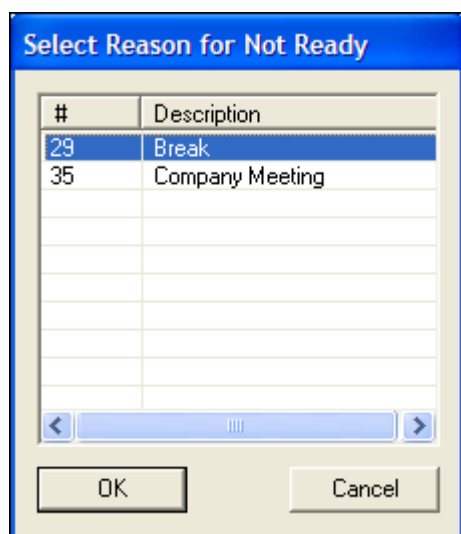 Select Reason for Not Ready
# Description
29 Break
35 Company Meeting
OK Cancel